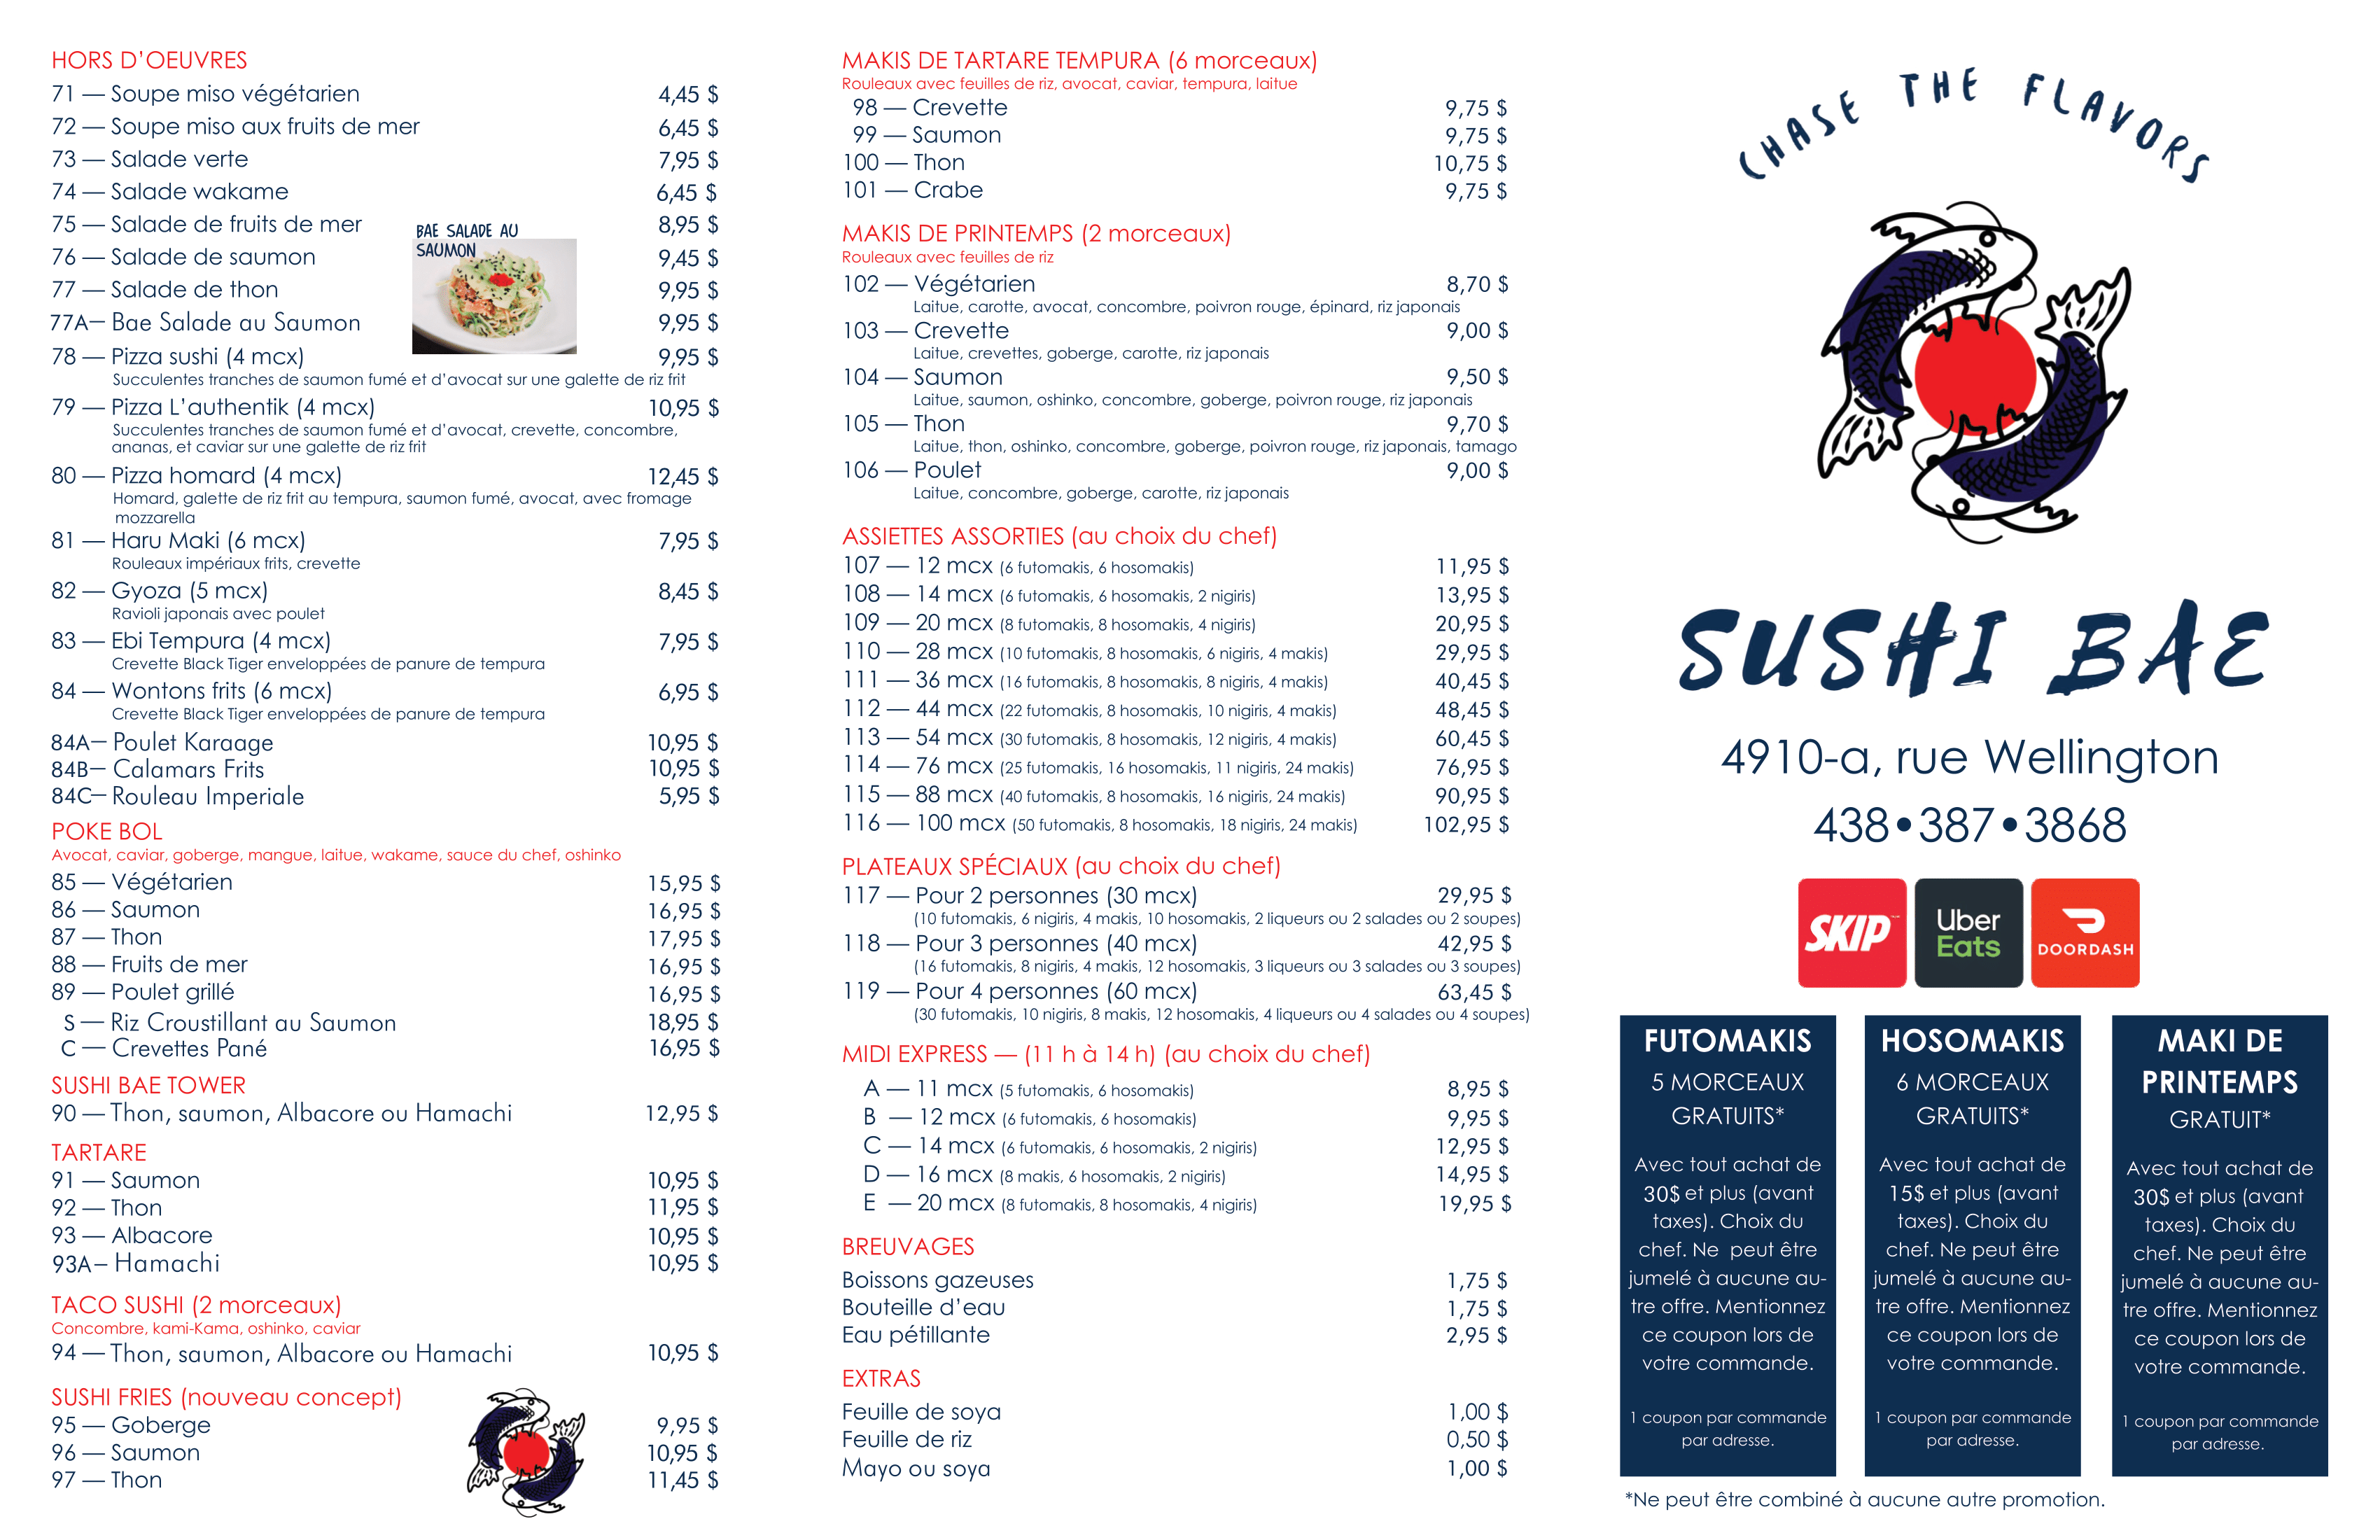 HORS D'OEUVRES
71 — Soupe miso végétarien 4,45 $
72 — Soupe miso aux fruits de mer 6,45 $
73 — Salade verte 7,95 $
74 — Salade wakame 6,45 $
75 — Salade de fruits de mer 8,95 $
76 — Salade de saumon 9,45 $
77 — Salade de thon 9,95 $
77A— Bae Salade au Saumon 9,95 $
BAE SALADE AU
SAUMON
78 — Pizza sushi (4 mcx) 9,95 $
Succulentes tranches de saumon fumé et d'avocat sur une galette de riz frit
79 — Pizza L'authentik (4 mcx) 10,95 $
Succulentes tranches de saumon fumé et d'avocat, crevette, concombre,
ananas, et caviar sur une galette de riz frit
80 — Pizza homard (4 mcx) 12,45 $
Homard, galette de riz frit au tempura, saumon fumé, avocat, avec fromage
mozzarella
81 — Haru Maki (6 mcx) 7,95 $
Rouleaux impériaux frits, crevette
82 — Gyoza (5 mcx) 8,45 $
Ravioli japonais avec poulet
83 — Ebi Tempura (4 mcx) 7,95 $
Crevette Black Tiger enveloppées de panure de tempura
84 — Wontons frits (6 mcx) 6,95 $
Crevette Black Tiger enveloppées de panure de tempura
84A— Poulet Karaage 10,95 $
84B— Calamars Frits 10,95 $
84C— Rouleau Imperiale 5,95 $
POKE BOL
Avocat, caviar, goberge, mangue, laitue, wakame, sauce du chef, oshinko
85 — Végétarien 15,95 $
86 — Saumon 16,95 $
87 — Thon 17,95 $
88 — Fruits de mer 16,95 $
89 — Poulet grillé 16,95 $
S — Riz Croustillant au Saumon 18,95 $
C — Crevettes Pané 16,95 $
SUSHI BAE TOWER
90 — Thon, saumon, Albacore ou Hamachi 12,95 $
TARTARE
91 — Saumon 10,95 $
92 — Thon 11,95 $
93 — Albacore 10,95 $
93A— Hamachi 10,95 $
TACO SUSHI (2 morceaux)
Concombre, kami-Kama, oshinko, caviar
94 — Thon, saumon, Albacore ou Hamachi 10,95 $
SUSHI FRIES (nouveau concept)
95 — Goberge 9,95 $
96 — Saumon 10,95 $
97 — Thon 11,45 $
MAKIS DE TARTARE TEMPURA (6 morceaux)
Rouleaux avec feuilles de riz, avocat, caviar, tempura, laitue
98 — Crevette 9,75 $
99 — Saumon 9,75 $
100 — Thon 10,75 $
101 — Crabe 9,75 $
MAKIS DE PRINTEMPS (2 morceaux)
Rouleaux avec feuilles de riz
102 — Végétarien 8,70 $
Laitue, carotte, avocat, concombre, poivron rouge, épinard, riz japonais
103 — Crevette 9,00 $
Laitue, crevettes, goberge, carotte, riz japonais
104 — Saumon 9,50 $
Laitue, saumon, oshinko, concombre, goberge, poivron rouge, riz japonais
105 — Thon 9,70 $
Laitue, thon, oshinko, concombre, goberge, poivron rouge, riz japonais, tamago
106 — Poulet 9,00 $
Laitue, concombre, goberge, carotte, riz japonais
ASSIETTES ASSORTIES (au choix du chef)
107 — 12 mcx (6 futomakis, 6 hosomakis) 11,95 $
108 — 14 mcx (6 futomakis, 6 hosomakis, 2 nigiris) 13,95 $
109 — 20 mcx (8 futomakis, 8 hosomakis, 4 nigiris) 20,95 $
110 — 28 mcx (10 futomakis, 8 hosomakis, 6 nigiris, 4 makis) 29,95 $
111 — 36 mcx (16 futomakis, 8 hosomakis, 8 nigiris, 4 makis) 40,45 $
112 — 44 mcx (22 futomakis, 8 hosomakis, 10 nigiris, 4 makis) 48,45 $
113 — 54 mcx (30 futomakis, 8 hosomakis, 12 nigiris, 4 makis) 60,45 $
114 — 76 mcx (25 futomakis, 16 hosomakis, 11 nigiris, 24 makis) 76,95 $
115 — 88 mcx (40 futomakis, 8 hosomakis, 16 nigiris, 24 makis) 90,95 $
116 — 100 mcx (50 futomakis, 8 hosomakis, 18 nigiris, 24 makis) 102,95 $
PLATEAUX SPÉCIAUX (au choix du chef)
117 — Pour 2 personnes (30 mcx) 29,95 $
(10 futomakis, 6 nigiris, 4 makis, 10 hosomakis, 2 liqueurs ou 2 salades ou 2 soupes)
118 — Pour 3 personnes (40 mcx) 42,95 $
(16 futomakis, 8 nigiris, 4 makis, 12 hosomakis, 3 liqueurs ou 3 salades ou 3 soupes)
119 — Pour 4 personnes (60 mcx) 63,45 $
(30 futomakis, 10 nigiris, 8 makis, 12 hosomakis, 4 liqueurs ou 4 salades ou 4 soupes)
MIDI EXPRESS — (11 h à 14 h) (au choix du chef)
A — 11 mcx (5 futomakis, 6 hosomakis) 8,95 $
B — 12 mcx (6 futomakis, 6 hosomakis) 9,95 $
C — 14 mcx (6 futomakis, 6 hosomakis, 2 nigiris) 12,95 $
D — 16 mcx (8 makis, 6 hosomakis, 2 nigiris) 14,95 $
E — 20 mcx (8 futomakis, 8 hosomakis, 4 nigiris) 19,95 $
BREUVAGES
Boissons gazeuses 1,75 $
Bouteille d'eau 1,75 $
Eau pétillante 2,95 $
EXTRAS
Feuille de soya 1,00 $
Feuille de riz 0,50 $
Mayo ou soya 1,00 $
CHASE THE FLAVORS
SUSHI BAE
4910-a, rue Wellington
438•387•3868
SKIP
Uber
Eats
DOORDASH
FUTOMAKIS
5 MORCEAUX
GRATUITS*
Avec tout achat de
30$ et plus (avant
taxes). Choix du
chef. Ne peut être
jumelé à aucune au-
tre offre. Mentionnez
ce coupon lors de
votre commande.
1 coupon par commande
par adresse.
HOSOMAKIS
6 MORCEAUX
GRATUITS*
Avec tout achat de
15$ et plus (avant
taxes). Choix du
chef. Ne peut être
jumelé à aucune au-
tre offre. Mentionnez
ce coupon lors de
votre commande.
1 coupon par commande
par adresse.
MAKI DE
PRINTEMPS
GRATUIT*
Avec tout achat de
30$ et plus (avant
taxes). Choix du
chef. Ne peut être
jumelé à aucune au-
tre offre. Mentionnez
ce coupon lors de
votre commande.
1 coupon par commande
par adresse.
*Ne peut être combiné à aucune autre promotion.